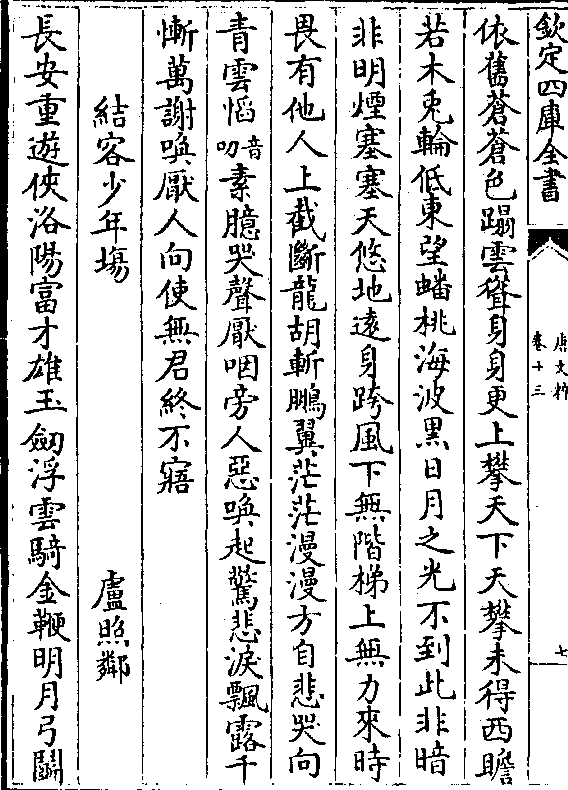 欽定四庫全書
唐文粹
卷十三
七
依舊蒼蒼色蹋雲聳身身更上攀天下天攀未得西瞻
若木兎輪低東望蟠桃海波黑日月之光不到此非暗
非明煙塞塞天悠地逺身跨風下無階梯上無力來時
畏有他人上截斷龍胡斬鵬翼茫茫漫漫方自悲哭向
青雲慆音叨素臆哭聲厭咽旁人惡喚起驚悲淚飄露千
慚萬謝喚厭人向使無君終不寤
結客少年塲 盧照鄰
長安重遊俠洛陽富才雄玉劒浮雲騎金鞭明月弓鬭